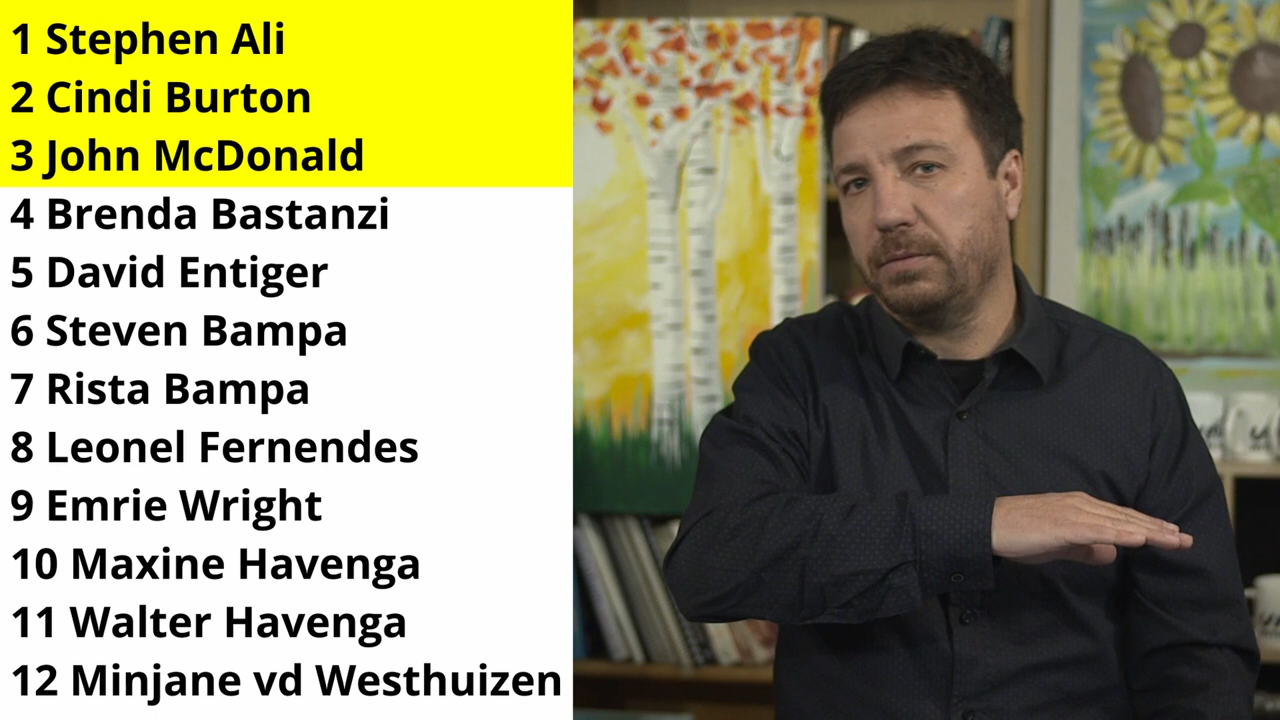 1 Stephen Ali
2 Cindi Burton
3 John McDonald
4 Brenda Bastanzi
5 David Entiger
6 Steven Bampa
7 Rista Bampa
8 Leonel Fernendes
9 Emrie Wright
10 Maxine Havenga
11 Walter Havenga
12 Minjane vd Westhuizen